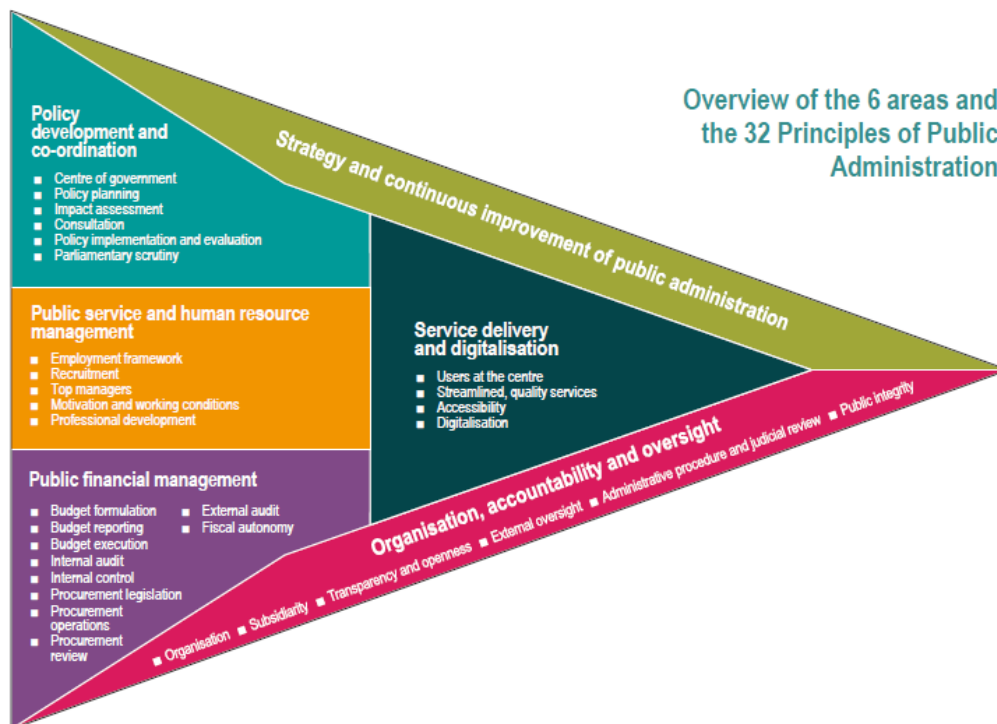 Overview of the 6 areas and
the 32 Principles of Public
Administration
Strategy and continuous improvement of public administration
Policy
development and
co-ordination
■ Centre of government
■ Policy planning
■ Impact assessment
■ Consultation
■ Policy implementation and evaluation
■ Parliamentary scrutiny
Public service and human resource
management
■ Employment framework
■ Recruitment
■ Top managers
■ Motivation and working conditions
■ Professional development
Service delivery
and digitalisation
■ Users at the centre
■ Streamlined, quality services
■ Accessibility
■ Digitalisation
Public financial management
■ Budget formulation
■ Budget reporting
■ Budget execution
■ Internal audit
■ Internal control
■ Procurement legislation
■ Procurement
operations
■ Procurement
review
■ External audit
■ Fiscal autonomy
Organisation, accountability and oversight
■ Organisation ■ Subsidiarity ■ Transparency and openness ■ External oversight ■ Administrative procedure and judicial review ■ Public integrity